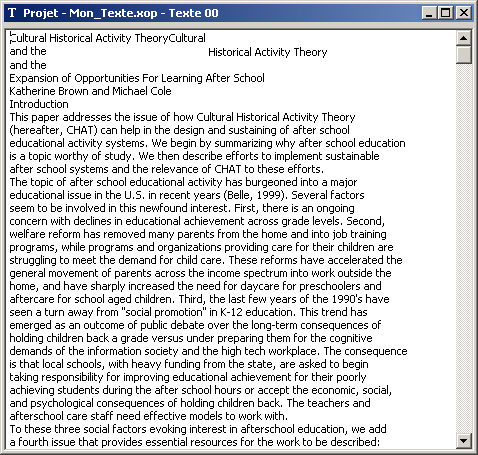 Projet - Mon_Texte.xop - Texte 00
Cultural Historical Activity TheoryCultural
and the Historical Activity Theory
and the
Expansion of Opportunities For Learning After School
Katherine Brown and Michael Cole
Introduction
This paper addresses the issue of how Cultural Historical Activity Theory
(hereafter, CHAT) can help in the design and sustaining of after school
educational activity systems. We begin by summarizing why after school education
is a topic worthy of study. We then describe efforts to implement sustainable
after school systems and the relevance of CHAT to these efforts.
The topic of after school educational activity has burgeoned into a major
educational issue in the U.S. in recent years (Belle, 1999). Several factors
seem to be involved in this newfound interest. First, there is an ongoing
concern with declines in educational achievement across grade levels. Second,
welfare reform has removed many parents from the home and into job training
programs, while programs and organizations providing care for their children are
struggling to meet the demand for child care. These reforms have accelerated the
general movement of parents across the income spectrum into work outside the
home, and have sharply increased the need for daycare for preschoolers and
aftercare for school aged children. Third, the last few years of the 1990's have
seen a turn away from "social promotion" in K-12 education. This trend has
emerged as an outcome of public debate over the long-term consequences of
holding children back a grade versus under preparing them for the cognitive
demands of the information society and the high tech workplace. The consequence
is that local schools, with heavy funding from the state, are asked to begin
taking responsibility for improving educational achievement for their poorly
achieving students during the after school hours or accept the economic, social,
and psychological consequences of holding children back. The teachers and
afterschool care staff need effective models to work with.
To these three social factors evoking interest in afterschool education, we add
a fourth issue that provides essential resources for the work to be described: